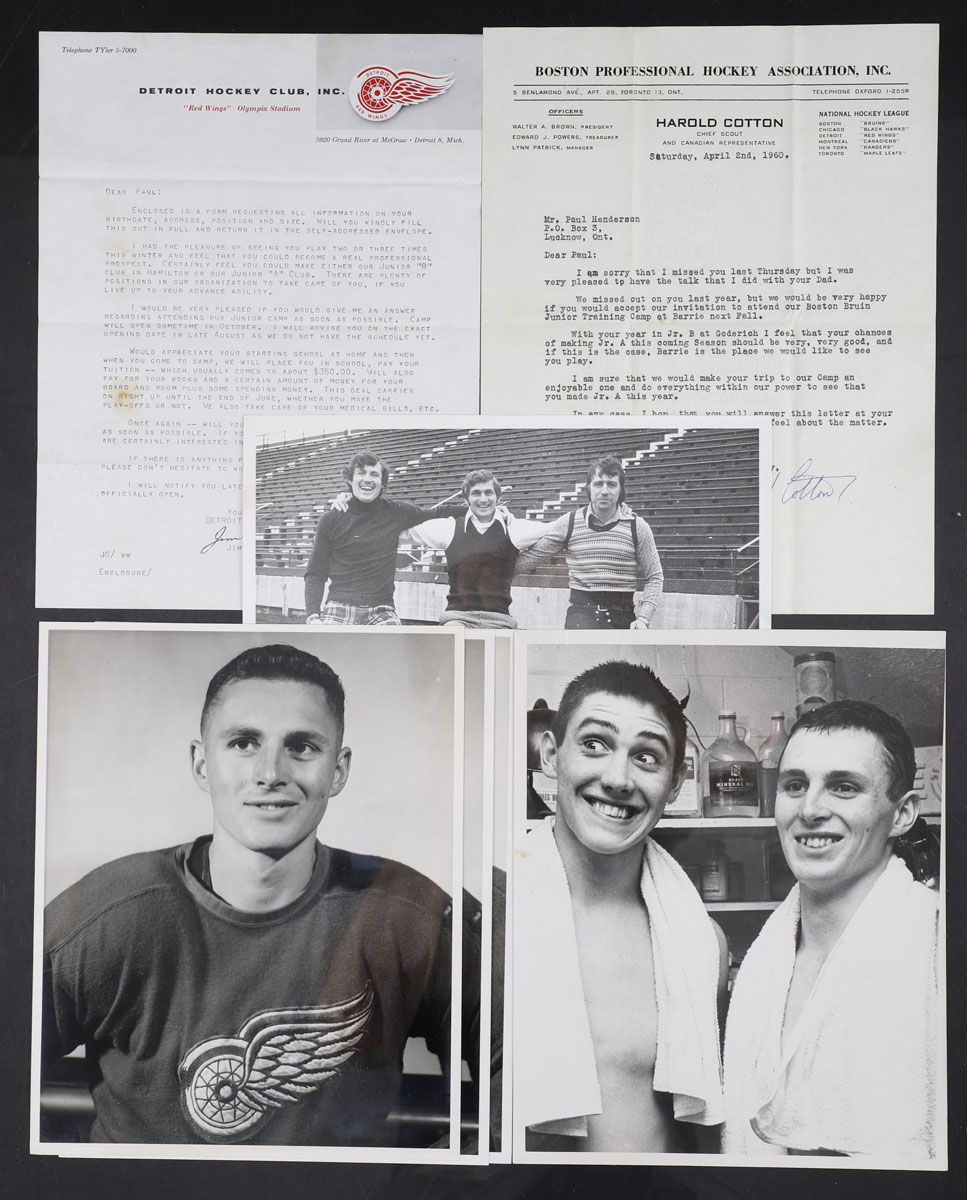 Telephone TYler 5-7000
DETROIT HOCKEY CLUB, INC.
"Red Wings" Olympia Stadium
DETROIT
RED WINGS
5920 Grand River at McGraw • Detroit 8, Mich.
DEAR PAUL:
ENCLOSED IS A FORM REQUESTING ALL INFORMATION ON YOUR
BIRTHDATE, ADDRESS, POSITION AND SIZE. WILL YOU KINDLY FILL
THIS OUT IN FULL AND RETURN IT IN THE SELF-ADDRESSED ENVELOPE.
I HAD THE PLEASURE OF SEEING YOU PLAY TWO OR THREE TIMES
THIS WINTER AND FEEL THAT YOU COULD BECOME A REAL PROFESSIONAL
PROSPECT. CERTAINLY FEEL YOU COULD MAKE EITHER OUR JUNIOR "B"
CLUB IN HAMILTON OR OUR JUNIOR "A" CLUB. THERE ARE PLENTY OF
POSITIONS IN OUR ORGANIZATION TO TAKE CARE OF YOU, IF YOU
LIVE UP TO YOUR ADVANCE ABILITY.
I WOULD BE VERY PLEASED IF YOU WOULD GIVE ME AN ANSWER
REGARDING ATTENDING OUR JUNIOR CAMP AS SOON AS POSSIBLE. CAMP
WILL OPEN SOMETIME IN OCTOBER. I WILL ADVISE YOU ON THE EXACT
OPENING DATE IN LATE AUGUST AS WE DO NOT HAVE THE SCHEDULE YET.
WOULD APPRECIATE YOUR STARTING SCHOOL AT HOME AND THEN
WHEN YOU COME TO CAMP, WE WILL PLACE YOU IN SCHOOL, PAY YOUR
TUITION -- WHICH USUALLY COMES TO ABOUT $350.00. WILL ALSO
PAY FOR YOUR BOOKS AND A CERTAIN AMOUNT OF MONEY FOR YOUR
BOARD AND ROOM PLUS SOME SPENDING MONEY. THIS DEAL CARRIES
ON RIGHT UP UNTIL THE END OF JUNE, WHETHER YOU MAKE THE
PLAY-OFFS OR NOT. WE ALSO TAKE CARE OF YOUR MEDICAL BILLS, ETC.
ONCE AGAIN -- WILL YOU
AS SOON AS POSSIBLE. IF YO
ARE CERTAINLY INTERESTED IN
IF THERE IS ANYTHING
PLEASE DON'T HESITATE TO WR
I WILL NOTIFY YOU LATE
OFFICIALLY OPEN.
YOU
DETROIT
Jim
JIM
JS/ VW
ENCLOSURE/
BOSTON PROFESSIONAL HOCKEY ASSOCIATION, INC.
5 BENLAMOND AVE., APT. 28, TORONTO 13, ONT.
TELEPHONE OXFORD 1-2559
OFFICERS
WALTER A. BROWN, PRESIDENT
EDWARD J. POWERS, TREASURER
LYNN PATRICK, MANAGER
HAROLD COTTON
CHIEF SCOUT
AND CANADIAN REPRESENTATIVE
NATIONAL HOCKEY LEAGUE
BOSTON "BRUINS"
CHICAGO "BLACK HAWKS"
DETROIT "RED WINGS"
MONTREAL "CANADIENS"
NEW YORK "RANGERS"
TORONTO "MAPLE LEAFS"
Saturday, April 2nd, 1960.
Mr. Paul Henderson
P.O. Box 3,
Lucknow, Ont.
Dear Paul:
I am sorry that I missed you last Thursday but I was
very pleased to have the talk that I did with your Dad.
We missed out on you last year, but we would be very happy
if you would accept our invitation to attend our Boston Bruin
Junior Training Camp at Barrie next Fall.
With your year in Jr. B at Goderich I feel that your chances
of making Jr. A this coming Season should be very, very good, and
if this is the case, Barrie is the place we would like to see
you play.
I am sure that we would make your trip to our Camp an
enjoyable one and do everything within our power to see that
you made Jr. A this year.
In any case I hope that you will answer this letter at your
feel about the matter.
Cotton
HEAVY
MINERAL OIL